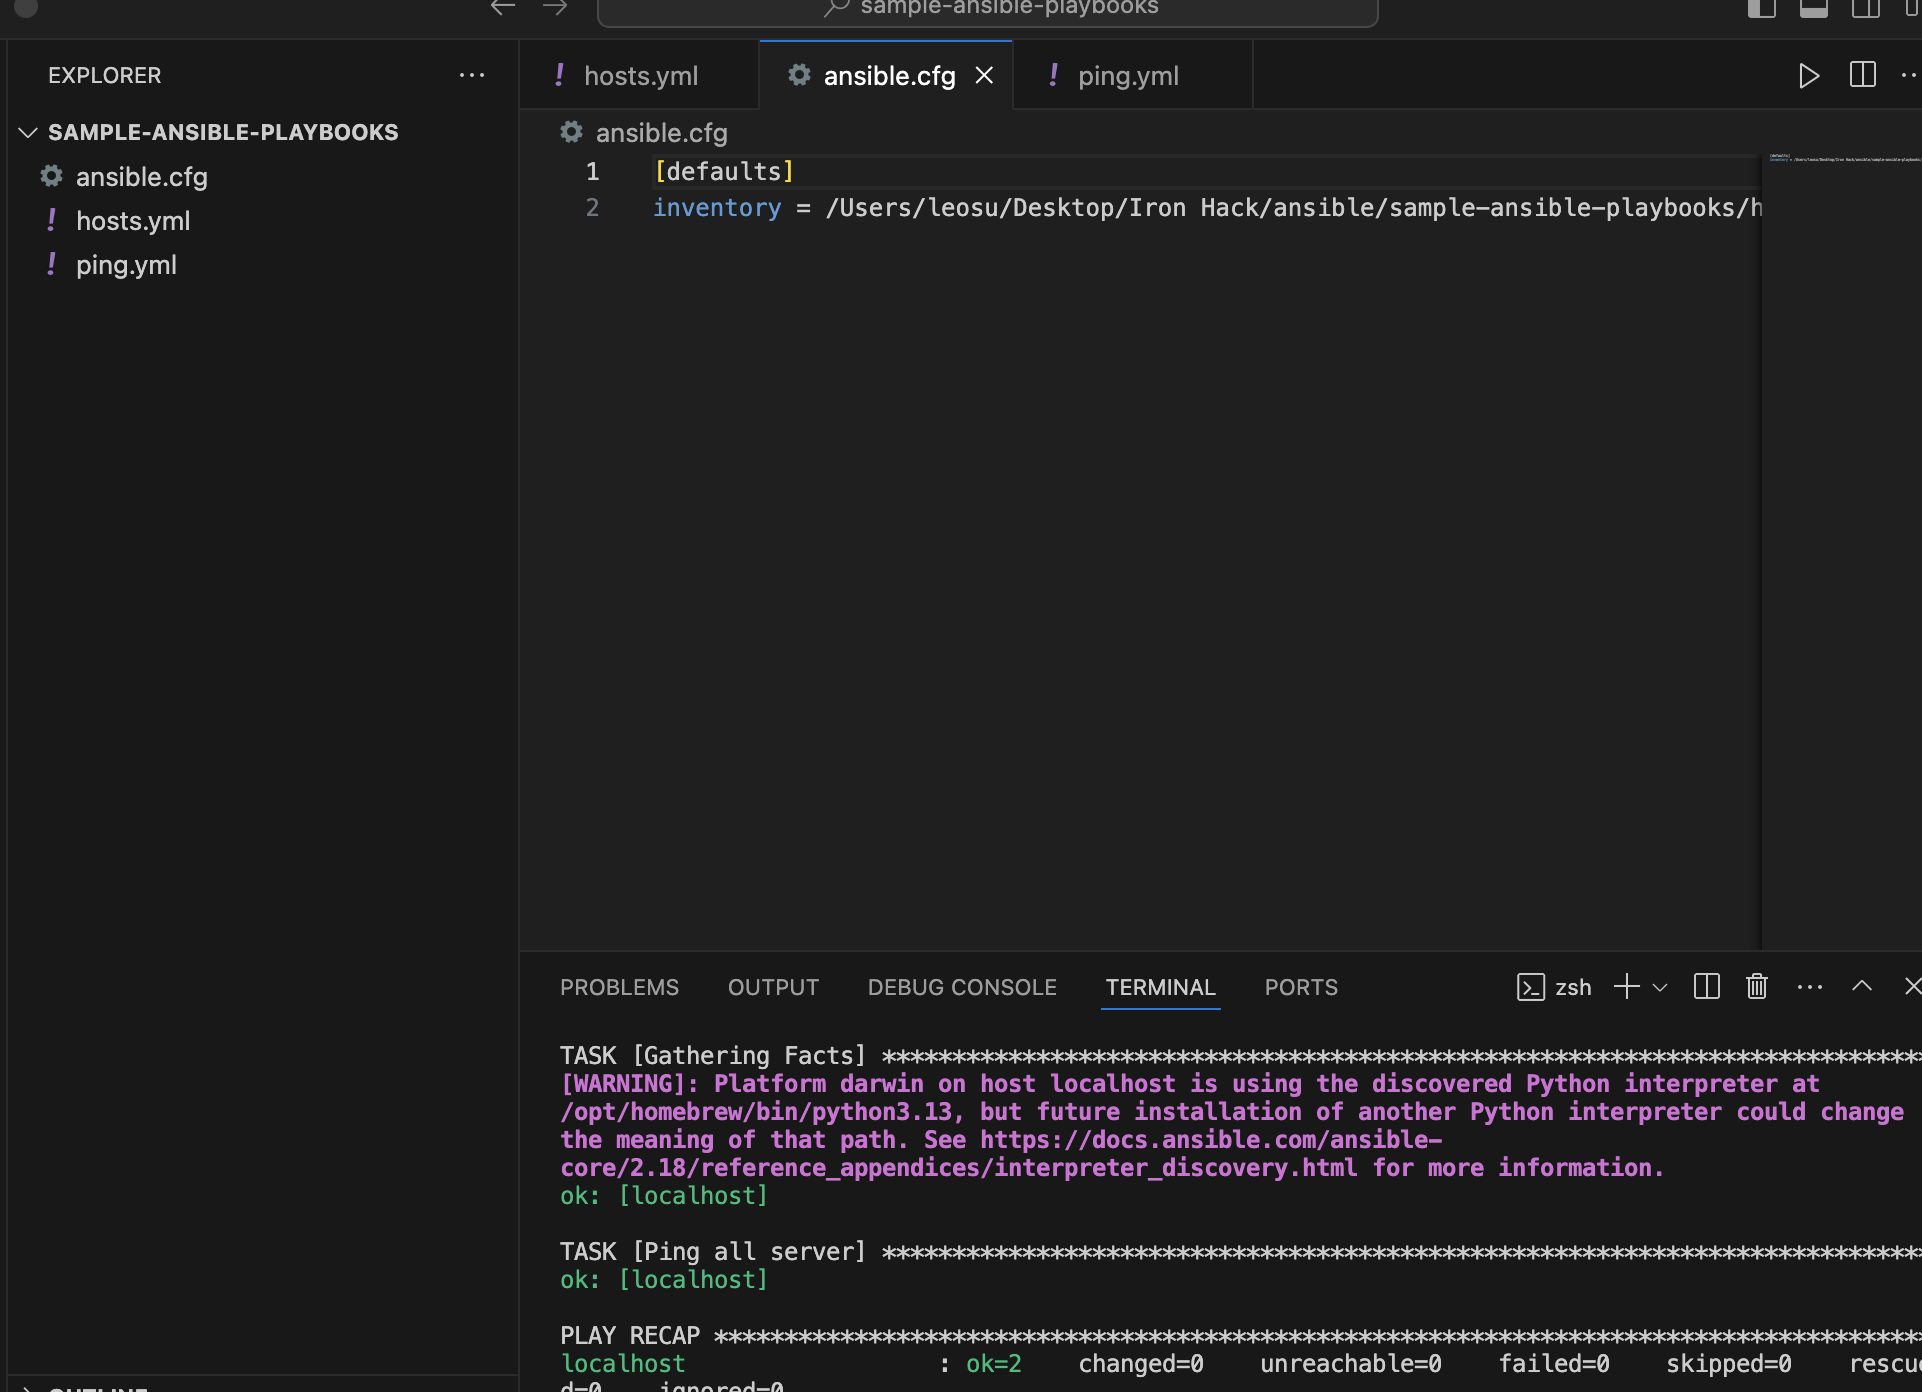 sample-ansible-playbooks
EXPLORER
hosts.yml
ansible.cfg
ping.yml
SAMPLE-ANSIBLE-PLAYBOOKS
ansible.cfg
hosts.yml
ping.yml
ansible.cfg
1 [defaults]
2 inventory = /Users/leosu/Desktop/Iron Hack/ansible/sample-ansible-playbooks/h
PROBLEMS OUTPUT DEBUG CONSOLE TERMINAL PORTS zsh
TASK [Gathering Facts] **************************************************************************
[WARNING]: Platform darwin on host localhost is using the discovered Python interpreter at
/opt/homebrew/bin/python3.13, but future installation of another Python interpreter could change
the meaning of that path. See https://docs.ansible.com/ansible-
core/2.18/reference_appendices/interpreter_discovery.html for more information.
ok: [localhost]
TASK [Ping all server] **************************************************************************
ok: [localhost]
PLAY RECAP **************************************************************************************
localhost : ok=2 changed=0 unreachable=0 failed=0 skipped=0 rescue
d=0 ignored=0
OUTLINE